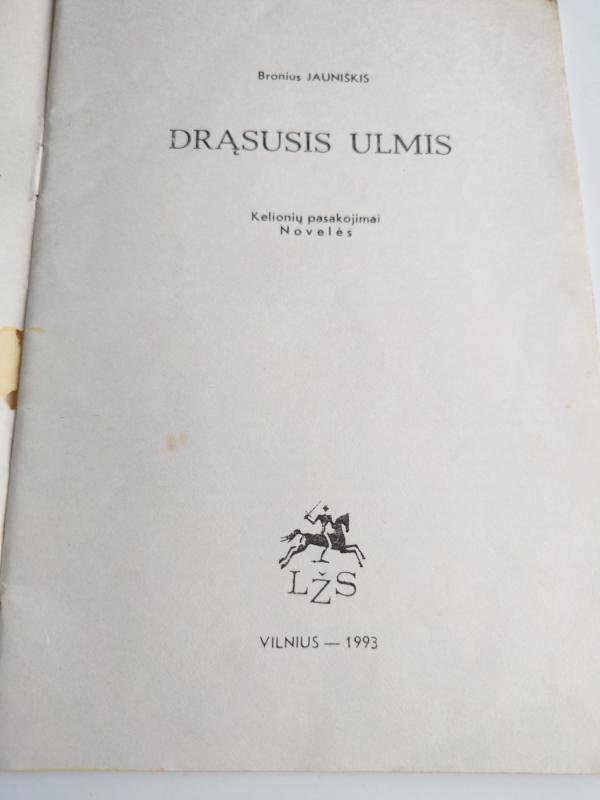 Bronius JAUNIŠKIS
DRĄSUSIS ULMIS
Kelionių pasakojimai
Novelės
LŽS
VILNIUS — 1993